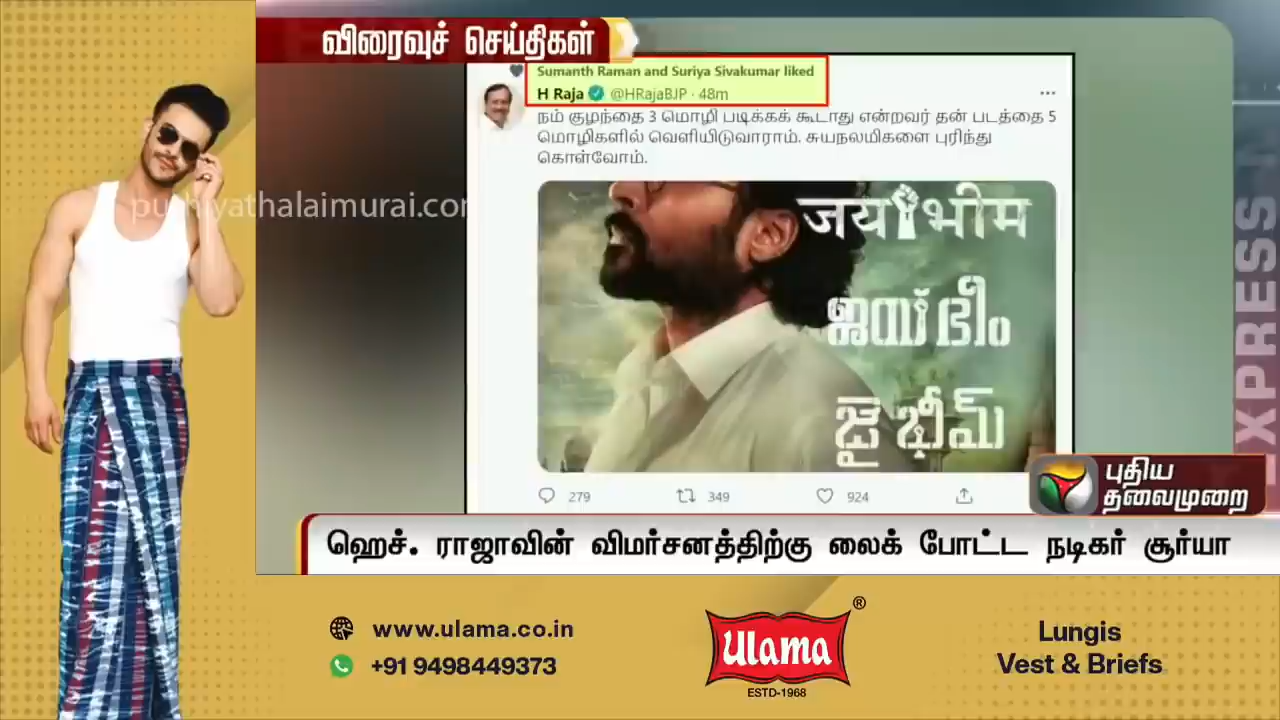 விரைவுச் செய்திகள்
Sumanth Raman and Suriya Sivakumar liked
H Raja @HRajaBJP · 48m
நம் குழந்தை 3 மொழி படிக்கக் கூடாது என்றவர் தன் படத்தை 5
மொழிகளில் வெளியிடுவாராம். சுயநலமிகளை புரிந்து
கொள்வோம்.
जय भीम
ஜெய் பீம்
జై భీమ్
279 349 924
EXPRESS
புதிய
தலைமுறை
ஹெச். ராஜாவின் விமர்சனத்திற்கு லைக் போட்ட நடிகர் சூர்யா
www.ulama.co.in
+91 9498449373
Ulama ®
ESTD-1968
Lungis
Vest & Briefs